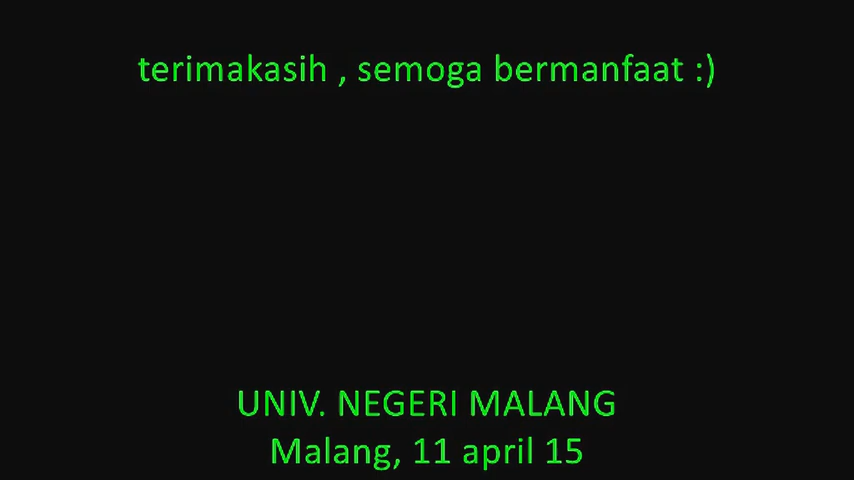 terimakasih , semoga bermanfaat :)
UNIV. NEGERI MALANG
Malang, 11 april 15